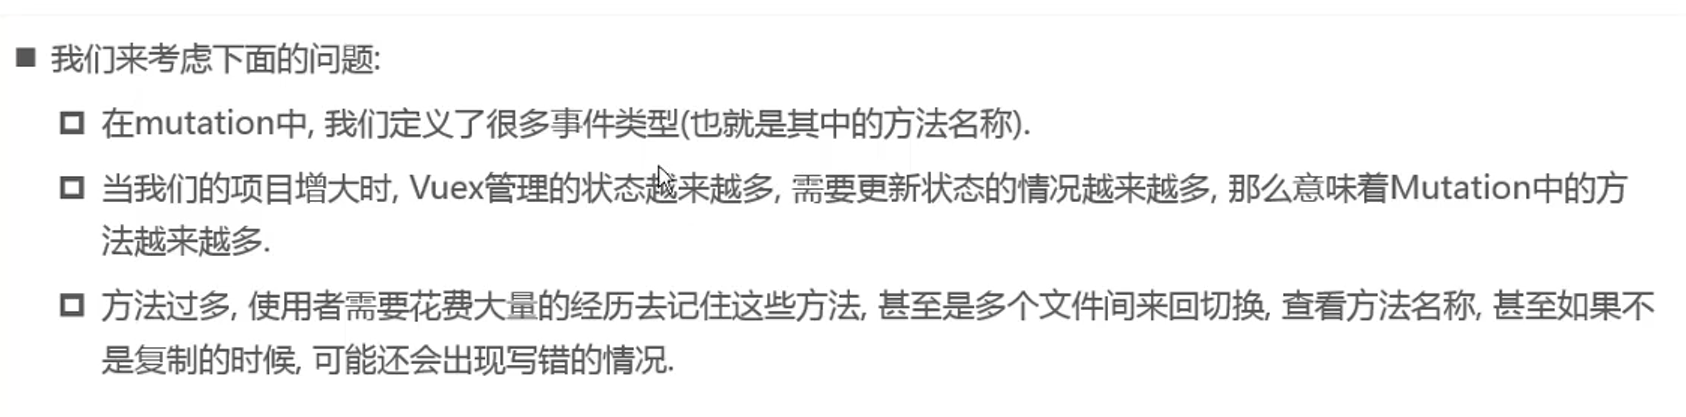 我们来考虑下面的问题:
在mutation中, 我们定义了很多事件类型(也就是其中的方法名称).
当我们的项目增大时, Vuex管理的状态越来越多, 需要更新状态的情况越来越多, 那么意味着Mutation中的方
法越来越多.
方法过多, 使用者需要花费大量的经历去记住这些方法, 甚至是多个文件间来回切换, 查看方法名称, 甚至如果不
是复制的时候, 可能还会出现写错的情况.